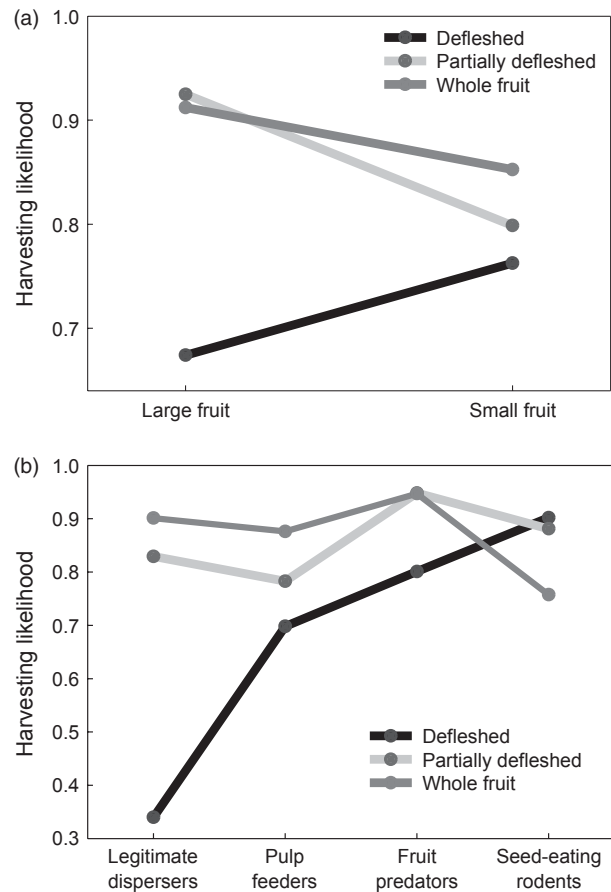 (a)
1.0
0.9
0.8
0.7
Harvesting likelihood
Defleshed
Partially defleshed
Whole fruit
Large fruit
Small fruit
(b)
1.0
0.9
0.8
0.7
0.6
0.5
0.4
0.3
Harvesting likelihood
Defleshed
Partially defleshed
Whole fruit
Legitimate
dispersers
Pulp
feeders
Fruit
predators
Seed-eating
rodents